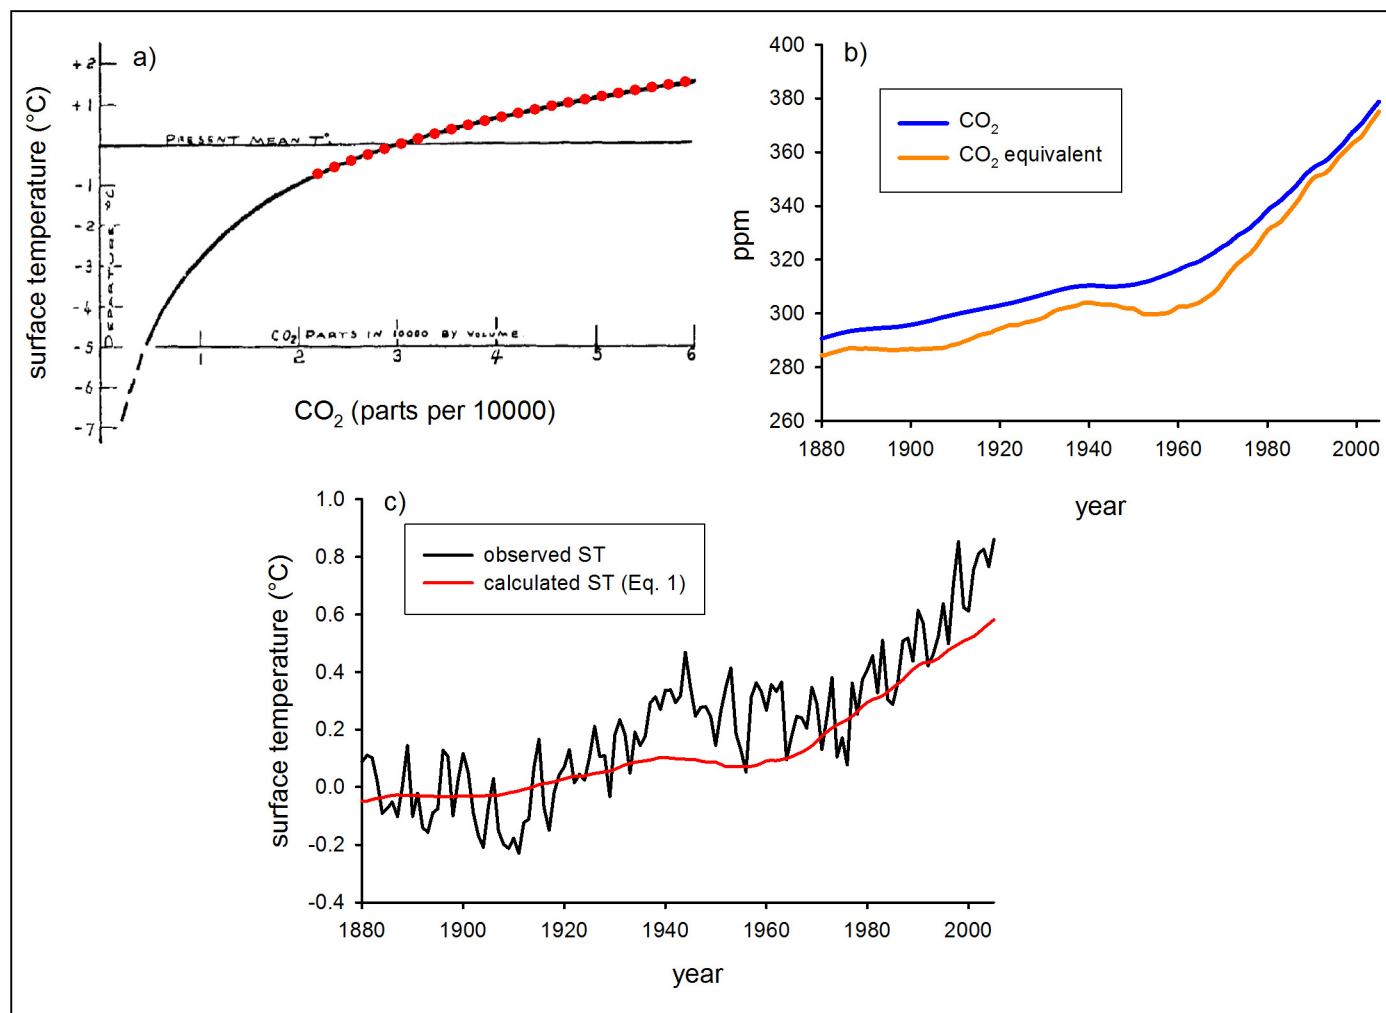 a)
surface temperature (°C)
+2
+1
PRESENT MEAN T°.
-1
-2
-3
-4
-5
-6
-7
DEPARTURE, °C
CO₂ PARTS IN 10000 BY VOLUME
1 2 3 4 5 6
CO₂ (parts per 10000)
b)
ppm
400
380
360
340
320
300
280
260
CO₂
CO₂ equivalent
1880 1900 1920 1940 1960 1980 2000
year
c)
surface temperature (°C)
1.0
0.8
0.6
0.4
0.2
0.0
-0.2
-0.4
observed ST
calculated ST (Eq. 1)
1880 1900 1920 1940 1960 1980 2000
year